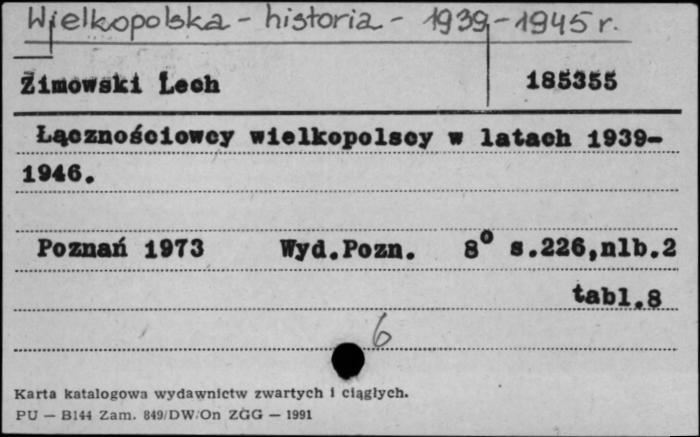 Wielkopolska - historia - 1939-1945 r.
Zimowski Lech 185355
Łącznościowcy wielkopolscy w latach 1939-
1946.
Poznań 1973 Wyd.Pozn. 8° s.226,nlb.2
tabl.8
6
Karta katalogowa wydawnictw zwartych i ciągłych.
PU — B144 Zam. 849/DW/On ZGG — 1991